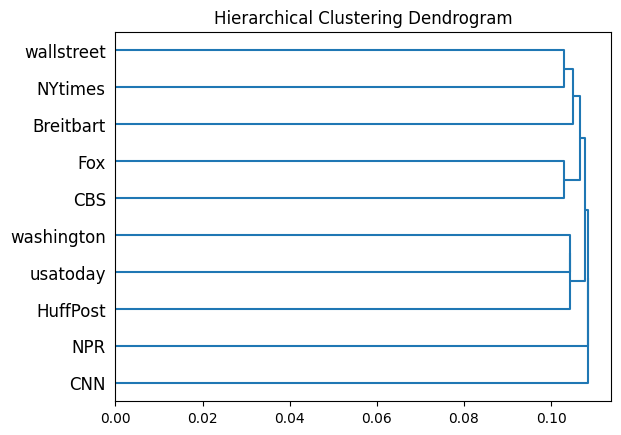 Hierarchical Clustering Dendrogram
wallstreet
NYtimes
Breitbart
Fox
CBS
washington
usatoday
HuffPost
NPR
CNN
0.00 0.02 0.04 0.06 0.08 0.10